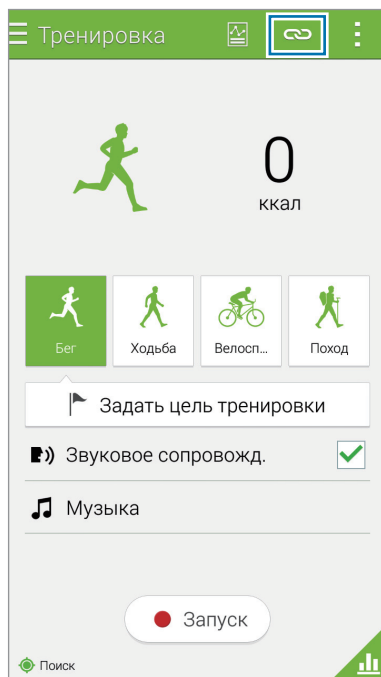 Тренировка
0
ккал
Бег
Ходьба
Велосп...
Поход
Задать цель тренировки
Звуковое сопровожд.
Музыка
Запуск
Поиск